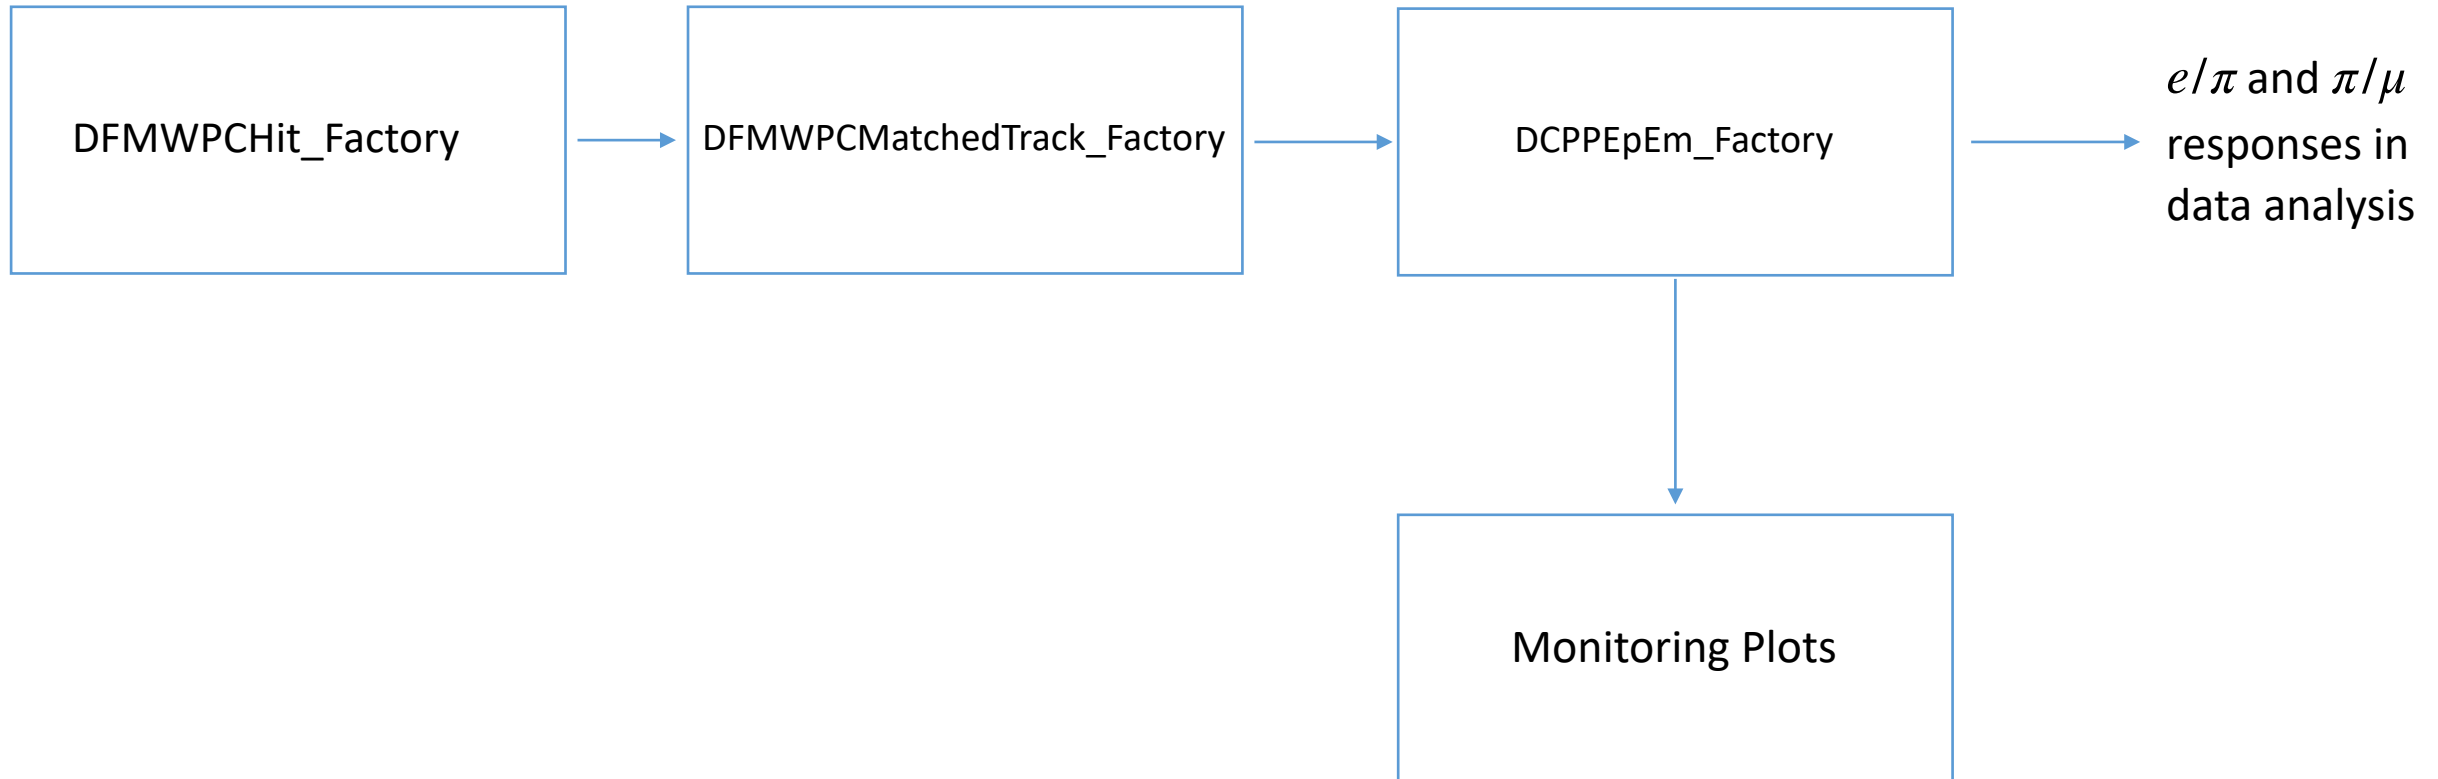 DFMWPCHit_Factory
DFMWPCMatchedTrack_Factory
DCPPEpEm_Factory
e/π and π/μ
responses in
data analysis
Monitoring Plots